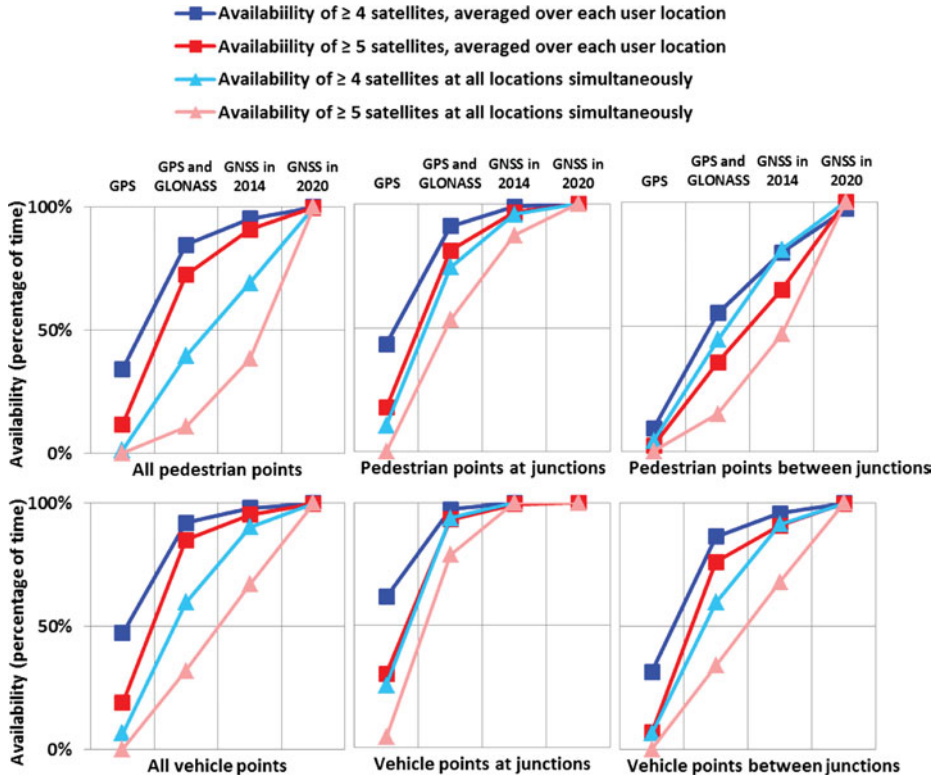 Availabiility of ≥ 4 satellites, averaged over each user location
Availabiility of ≥ 5 satellites, averaged over each user location
Availability of ≥ 4 satellites at all locations simultaneously
Availability of ≥ 5 satellites at all locations simultaneously
GPS
GPS and GLONASS
GNSS in 2014
GNSS in 2020
GPS
GPS and GLONASS
GNSS in 2014
GNSS in 2020
GPS
GPS and GLONASS
GNSS in 2014
GNSS in 2020
Availability (percentage of time)
100%
50%
0%
All pedestrian points
Pedestrian points at junctions
Pedestrian points between junctions
Availability (percentage of time)
100%
50%
0%
All vehicle points
Vehicle points at junctions
Vehicle points between junctions